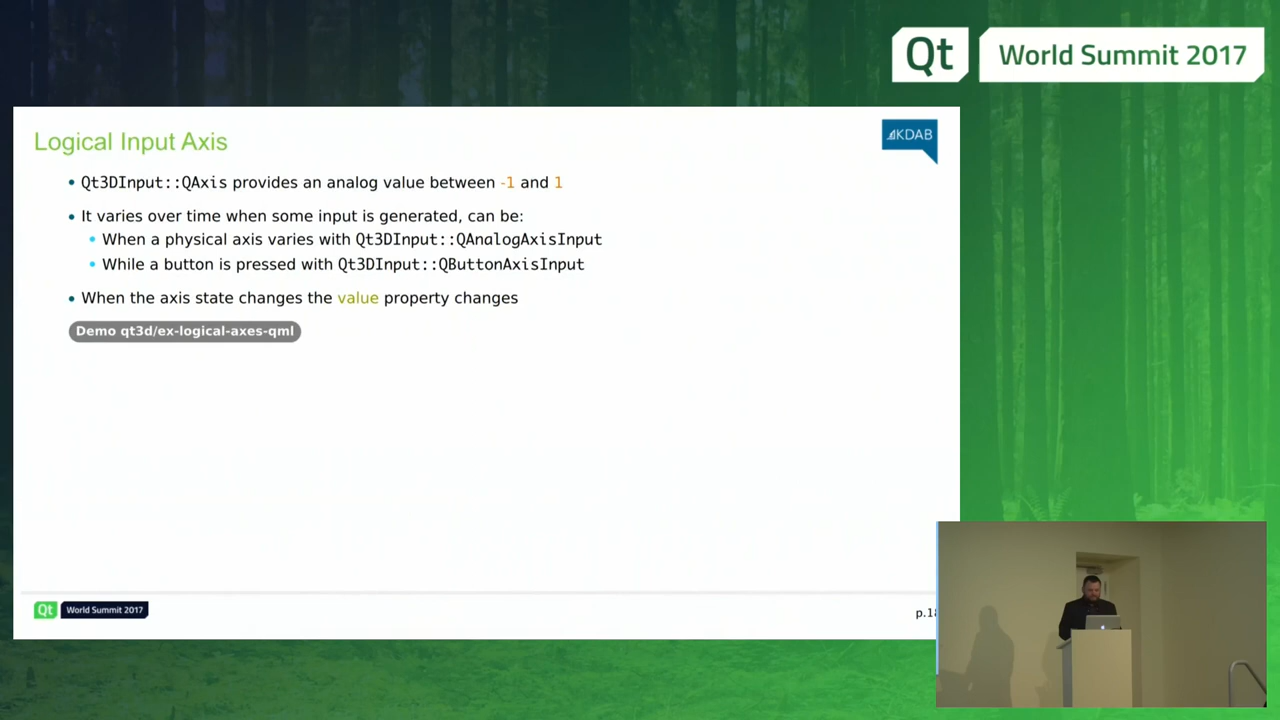 Qt World Summit 2017
Logical Input Axis
KDAB
• Qt3DInput::QAxis provides an analog value between -1 and 1
• It varies over time when some input is generated, can be:
• When a physical axis varies with Qt3DInput::QAnalogAxisInput
• While a button is pressed with Qt3DInput::QButtonAxisInput
• When the axis state changes the value property changes
Demo qt3d/ex-logical-axes-qml
Qt World Summit 2017